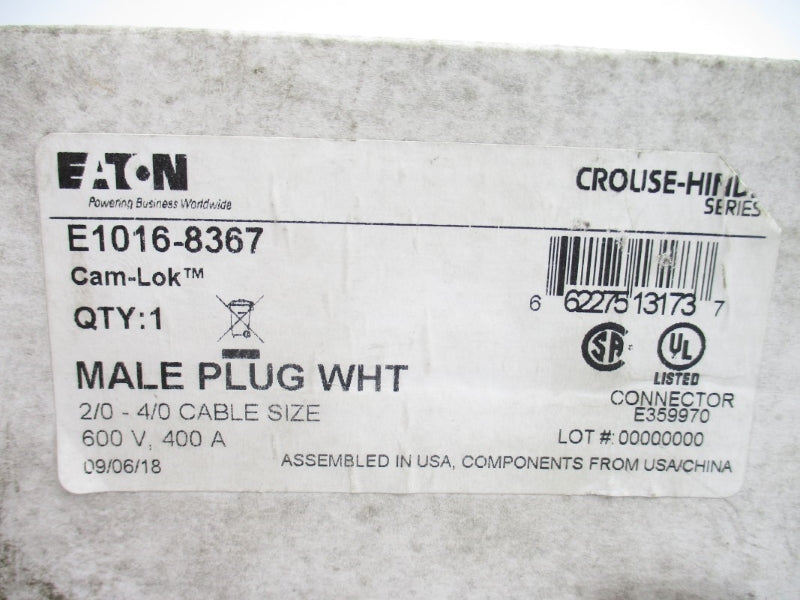 EATON
Powering Business Worldwide
CROUSE-HINDS
SERIES
E1016-8367
Cam-Lok™
QTY:1
6 62275 13173 7
SA
UL
LISTED
MALE PLUG WHT
CONNECTOR
E359970
2/0 - 4/0 CABLE SIZE
600 V, 400 A
LOT #: 00000000
09/06/18
ASSEMBLED IN USA, COMPONENTS FROM USA/CHINA